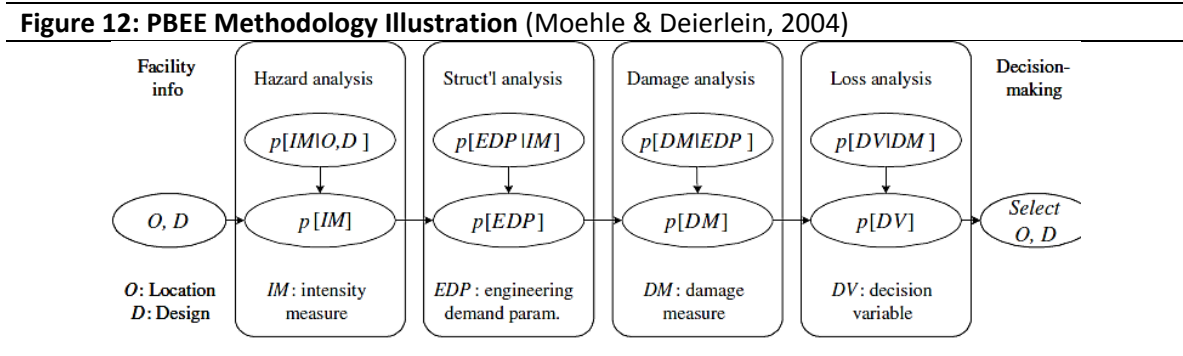 Figure 12: PBEE Methodology Illustration (Moehle & Deierlein, 2004)
Facility
info
Hazard analysis
Struct'l analysis
Damage analysis
Loss analysis
Decision-
making
p[IM|O,D ]
p[EDP |IM]
p[DM|EDP ]
p[DV|DM ]
O, D
p[IM]
p[EDP]
p[DM]
p[DV]
Select
O, D
O: Location
D: Design
IM: intensity
measure
EDP: engineering
demand param.
DM: damage
measure
DV: decision
variable